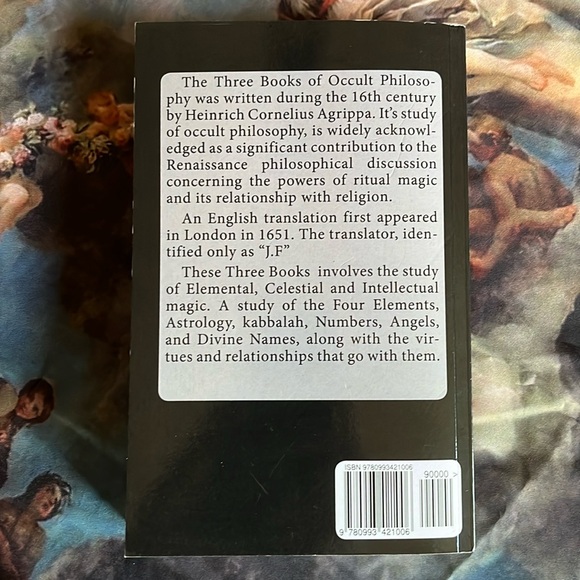 The Three Books of Occult Philoso-
phy was written during the 16th century
by Heinrich Cornelius Agrippa. It's study
of occult philosophy, is widely acknowl-
edged as a significant contribution to the
Renaissance philosophical discussion
concerning the powers of ritual magic
and its relationship with religion.
An English translation first appeared
in London in 1651. The translator, iden-
tified only as “J.F”
These Three Books involves the study
of Elemental, Celestial and Intellectual
magic. A study of the Four Elements,
Astrology, kabbalah, Numbers, Angels,
and Divine Names, along with the vir-
tues and relationships that go with them.
ISBN 9780993421006
90000 >
9 780993 421006